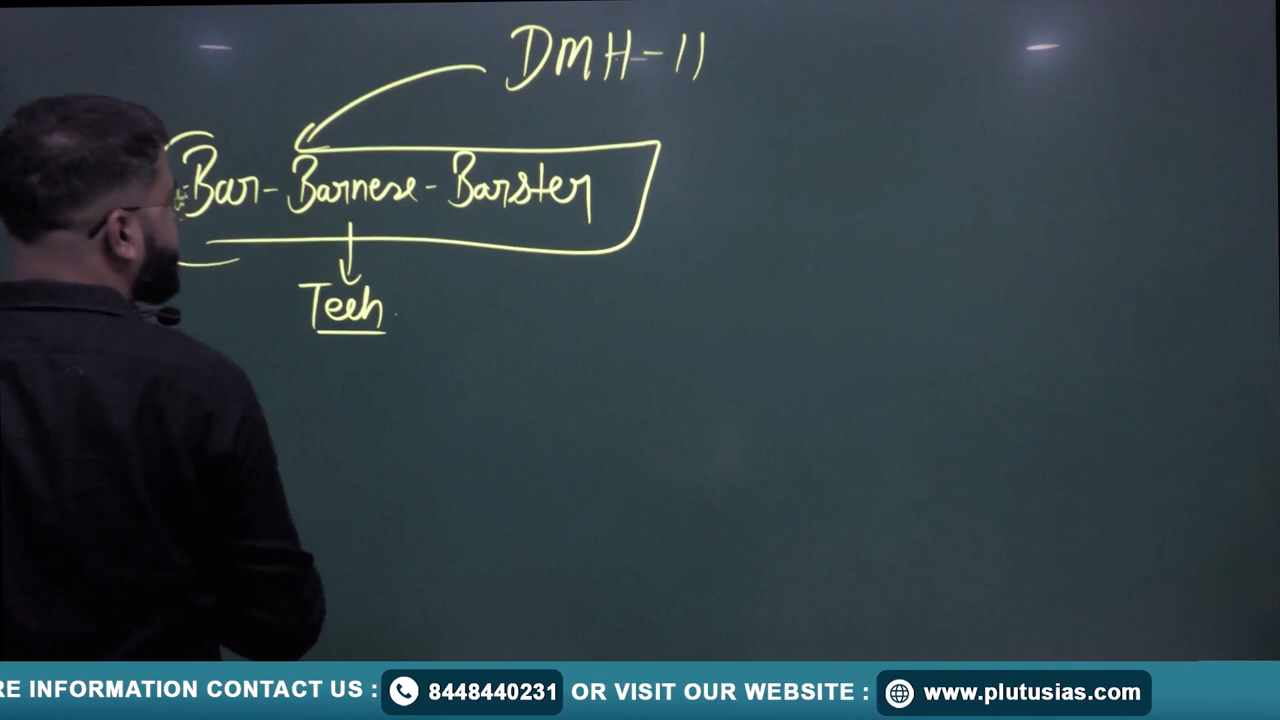 DMH-11
Bar-Barnese-Barster
Tech
RE INFORMATION CONTACT US : 8448440231 OR VISIT OUR WEBSITE : www.plutusias.com